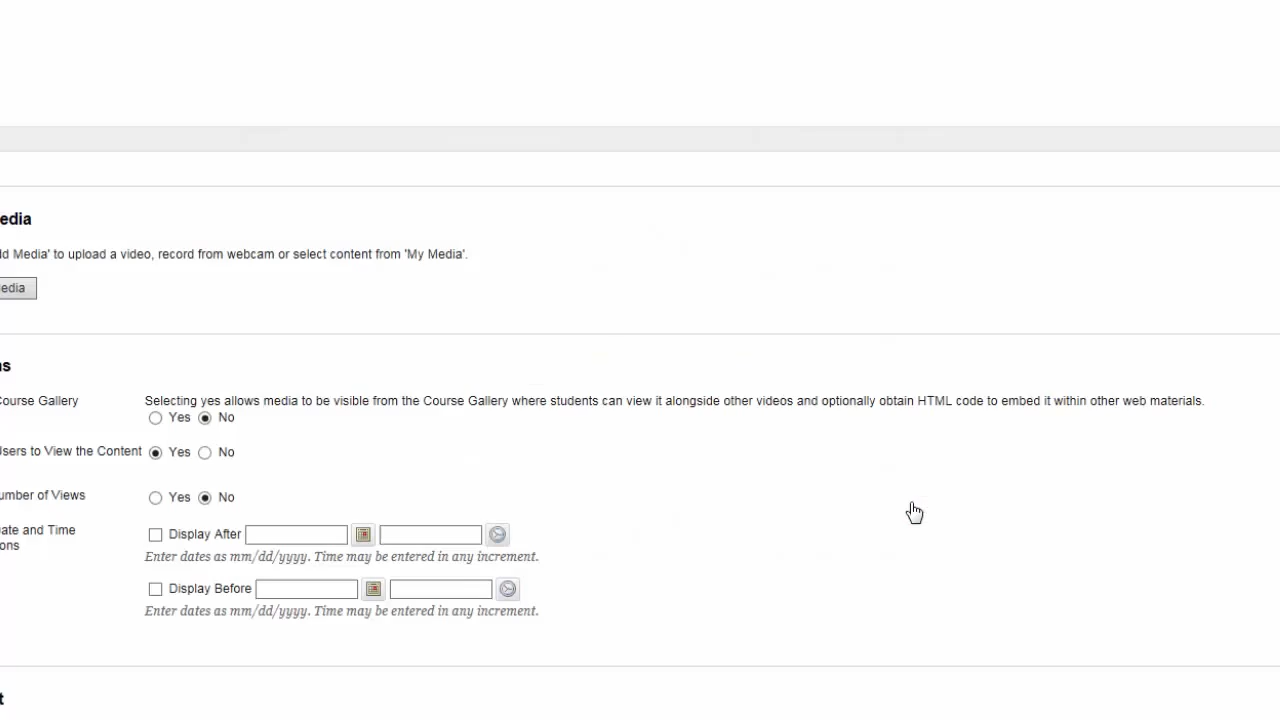 edia
dd Media' to upload a video, record from webcam or select content from 'My Media'.
edia
ns
Course Gallery
Selecting yes allows media to be visible from the Course Gallery where students can view it alongside other videos and optionally obtain HTML code to embed it within other web materials.
Yes No
Users to View the Content Yes No
umber of Views Yes No
ate and Time
ons
Display After
Enter dates as mm/dd/yyyy. Time may be entered in any increment.
Display Before
Enter dates as mm/dd/yyyy. Time may be entered in any increment.
t